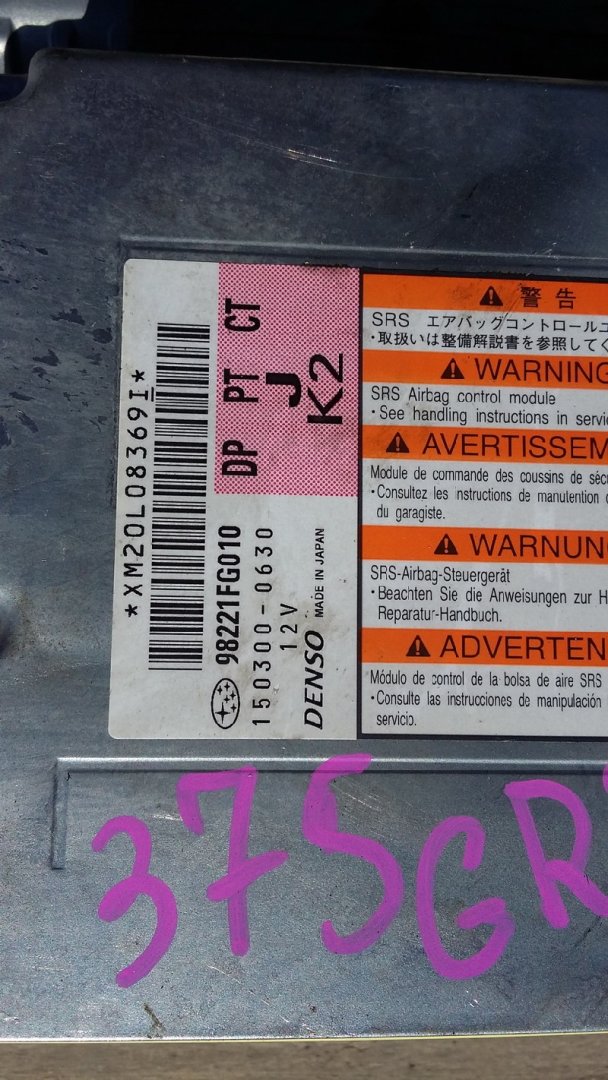 *XM20L08369I*
98221FG010
150300-0630
12V
DENSO MADE IN JAPAN
DP PT CT
J
K2
警告
SRS エアバッグコントロールユ
・取扱いは整備解説書を参照してく
WARNING
SRS Airbag control module
・See handling instructions in servic
AVERTISSEM
Module de commande des coussins de sécu
・Consultez les instructions de manutention d
du garagiste.
WARNUN
SRS-Airbag-Steuergerät
・Beachten Sie die Anweisungen zur H
Reparatur-Handbuch.
ADVERTEN
Módulo de control de la bolsa de aire SRS
・Consulte las instrucciones de manipulación
servicio.
375GR